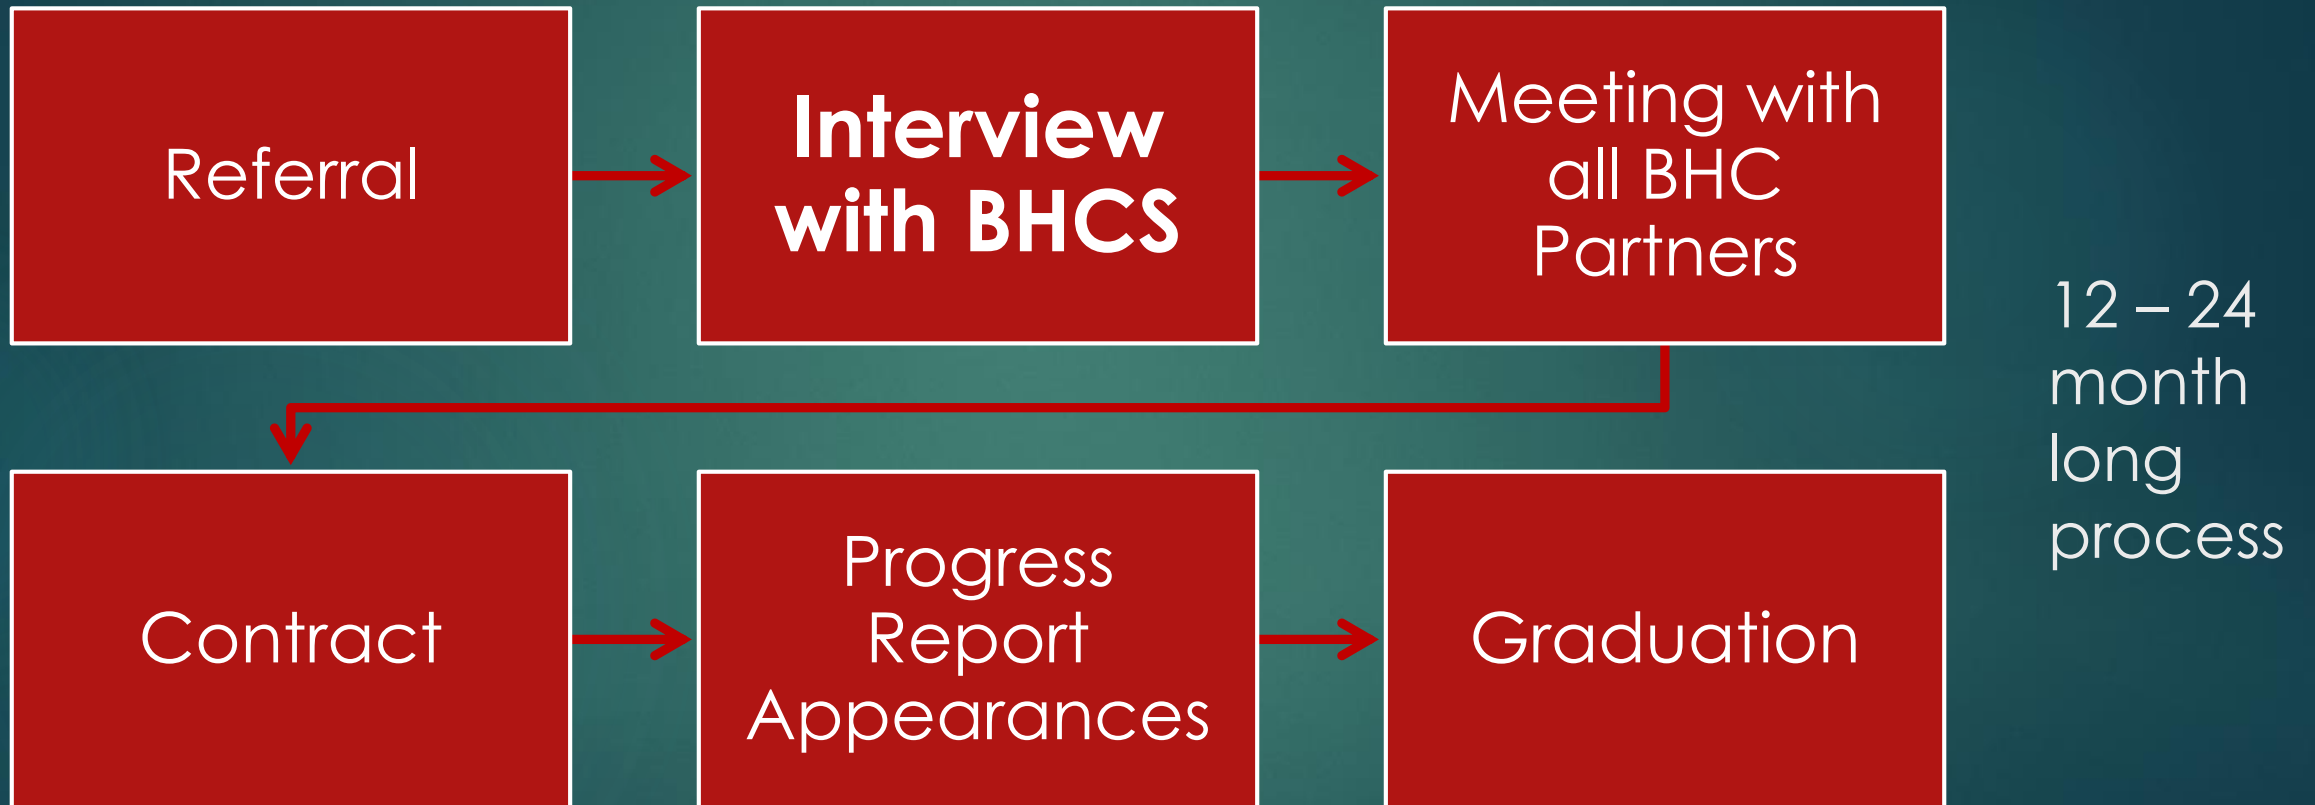 Referral
Interview
with BHCS
Meeting with
all BHC
Partners
12 – 24
month
long
process
Contract
Progress
Report
Appearances
Graduation